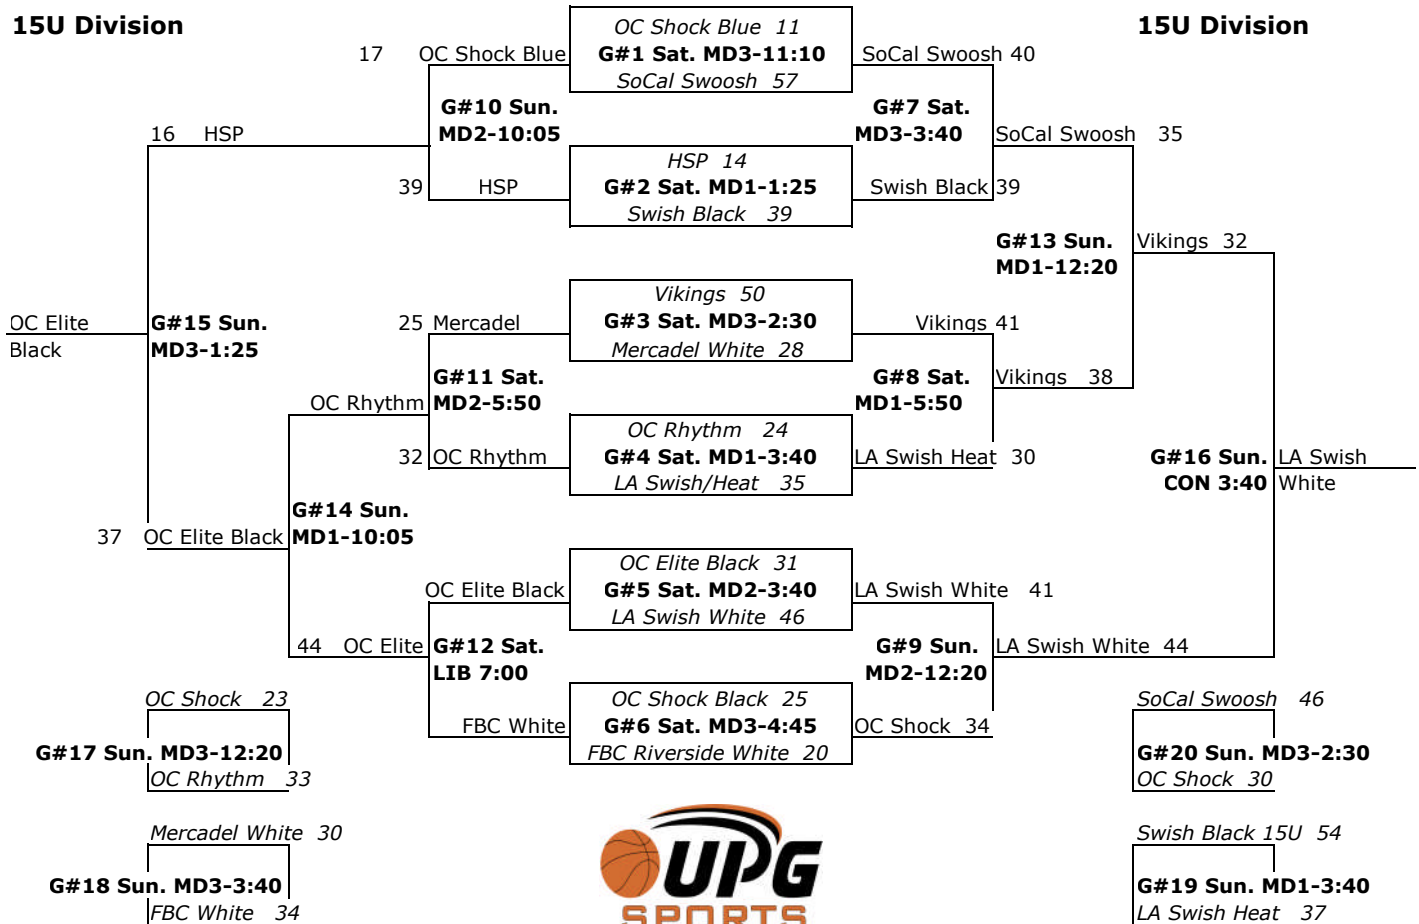 15U Division
15U Division
OC Shock Blue 11
G#1 Sat. MD3-11:10
SoCal Swoosh 57
17 OC Shock Blue
SoCal Swoosh 40
G#10 Sun.
MD2-10:05
G#7 Sat.
MD3-3:40
16 HSP
SoCal Swoosh 35
HSP 14
G#2 Sat. MD1-1:25
Swish Black 39
39 HSP
Swish Black 39
G#13 Sun.
MD1-12:20
Vikings 32
Vikings 50
G#3 Sat. MD3-2:30
Mercadel White 28
OC Elite
Black
G#15 Sun.
MD3-1:25
25 Mercadel
Vikings 41
G#11 Sat.
MD2-5:50
G#8 Sat.
MD1-5:50
Vikings 38
OC Rhythm
OC Rhythm 24
G#4 Sat. MD1-3:40
LA Swish/Heat 35
32 OC Rhythm
LA Swish Heat 30
G#16 Sun.
CON 3:40
LA Swish
White
G#14 Sun.
MD1-10:05
37 OC Elite Black
OC Elite Black 31
G#5 Sat. MD2-3:40
LA Swish White 46
OC Elite Black
LA Swish White 41
44 OC Elite
G#12 Sat.
LIB 7:00
G#9 Sun.
MD2-12:20
LA Swish White 44
OC Shock Black 25
G#6 Sat. MD3-4:45
FBC Riverside White 20
FBC White
OC Shock 34
OC Shock 23
G#17 Sun. MD3-12:20
OC Rhythm 33
SoCal Swoosh 46
G#20 Sun. MD3-2:30
OC Shock 30
Mercadel White 30
G#18 Sun. MD3-3:40
FBC White 34
UPG
SPORTS
Swish Black 15U 54
G#19 Sun. MD1-3:40
LA Swish Heat 37